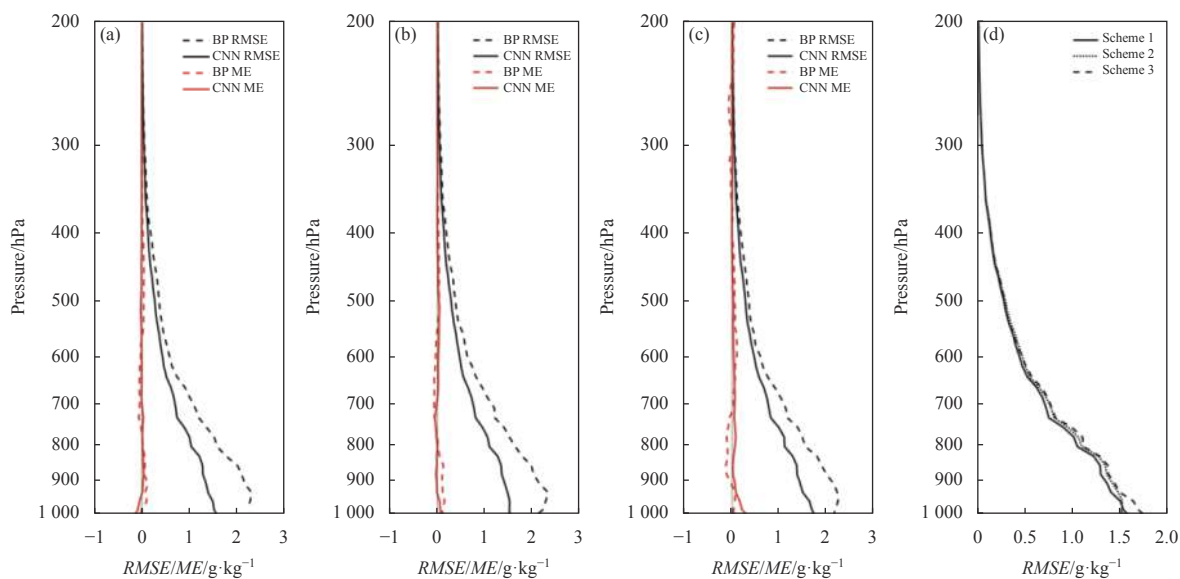 (a)
BP RMSE
CNN RMSE
BP ME
CNN ME
200
300
400
500
600
700
800
900
1 000
Pressure/hPa
−1 0 1 2 3
RMSE/ME/g·kg⁻¹
(b)
BP RMSE
CNN RMSE
BP ME
CNN ME
200
300
400
500
600
700
800
900
1 000
Pressure/hPa
−1 0 1 2 3
RMSE/ME/g·kg⁻¹
(c)
BP RMSE
CNN RMSE
BP ME
CNN ME
200
300
400
500
600
700
800
900
1 000
Pressure/hPa
−1 0 1 2 3
RMSE/ME/g·kg⁻¹
(d)
Scheme 1
Scheme 2
Scheme 3
200
300
400
500
600
700
800
900
1 000
Pressure/hPa
0 0.5 1.0 1.5 2.0
RMSE/g·kg⁻¹